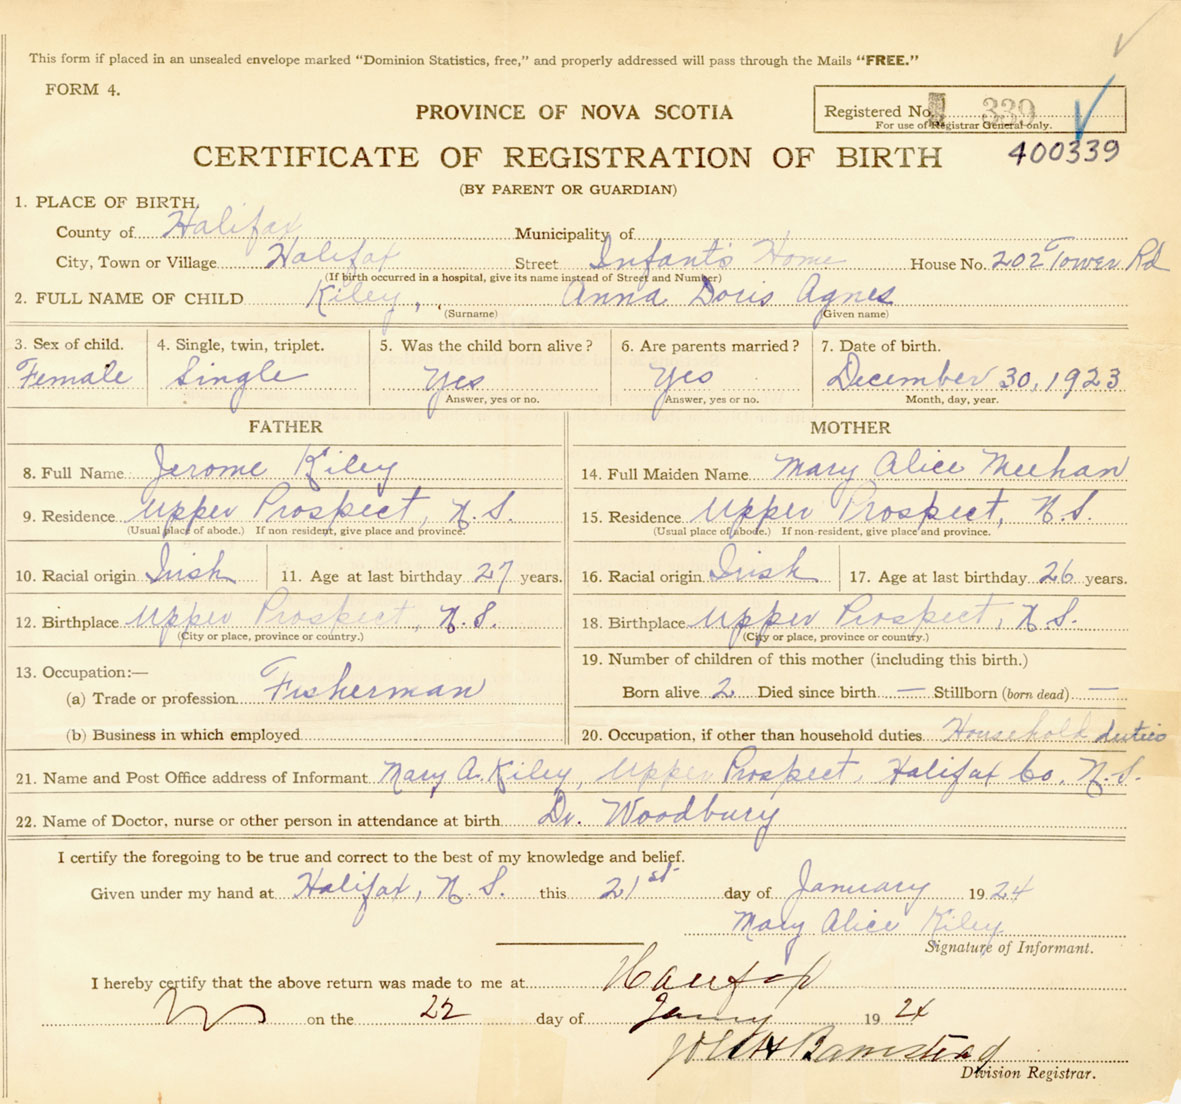 This form if placed in an unsealed envelope marked "Dominion Statistics, free," and properly addressed will pass through the Mails "FREE."
FORM 4.
PROVINCE OF NOVA SCOTIA
Registered No. 339
For use of Registrar General only.
CERTIFICATE OF REGISTRATION OF BIRTH
400339
(BY PARENT OR GUARDIAN)
1. PLACE OF BIRTH.
County of Halifax Municipality of
City, Town or Village Halifax Street Infant's Home House No. 202 Tower Rd
(If birth occurred in a hospital, give its name instead of Street and Number)
2. FULL NAME OF CHILD Kiley, Anna Doris Agnes
(Surname) (Given name)
3. Sex of child. 4. Single, twin, triplet. 5. Was the child born alive? 6. Are parents married? 7. Date of birth.
Female Single Yes Yes December 30, 1923
Answer, yes or no. Answer, yes or no. Month, day, year.
FATHER MOTHER
8. Full Name Jerome Kiley 14. Full Maiden Name Mary Alice Meehan
9. Residence Upper Prospect, N.S. 15. Residence Upper Prospect, N.S.
(Usual place of abode.) If non resident, give place and province. (Usual place of abode.) If non-resident, give place and province.
10. Racial origin Irish 11. Age at last birthday 27 years. 16. Racial origin Irish 17. Age at last birthday 26 years.
12. Birthplace Upper Prospect, N.S. 18. Birthplace Upper Prospect, N.S.
(City or place, province or country.) (City or place, province or country.)
13. Occupation:— 19. Number of children of this mother (including this birth.)
(a) Trade or profession Fisherman Born alive 2 Died since birth — Stillborn (born dead) —
(b) Business in which employed 20. Occupation, if other than household duties Household duties
21. Name and Post Office address of Informant Mary A. Kiley, Upper Prospect, Halifax Co. N.S.
22. Name of Doctor, nurse or other person in attendance at birth Dr. Woodbury
I certify the foregoing to be true and correct to the best of my knowledge and belief.
Given under my hand at Halifax, N.S. this 21st day of January 1924
Mary Alice Kiley
Signature of Informant.
I hereby certify that the above return was made to me at Halifax
on the 22 day of Jany 1924
Division Registrar.